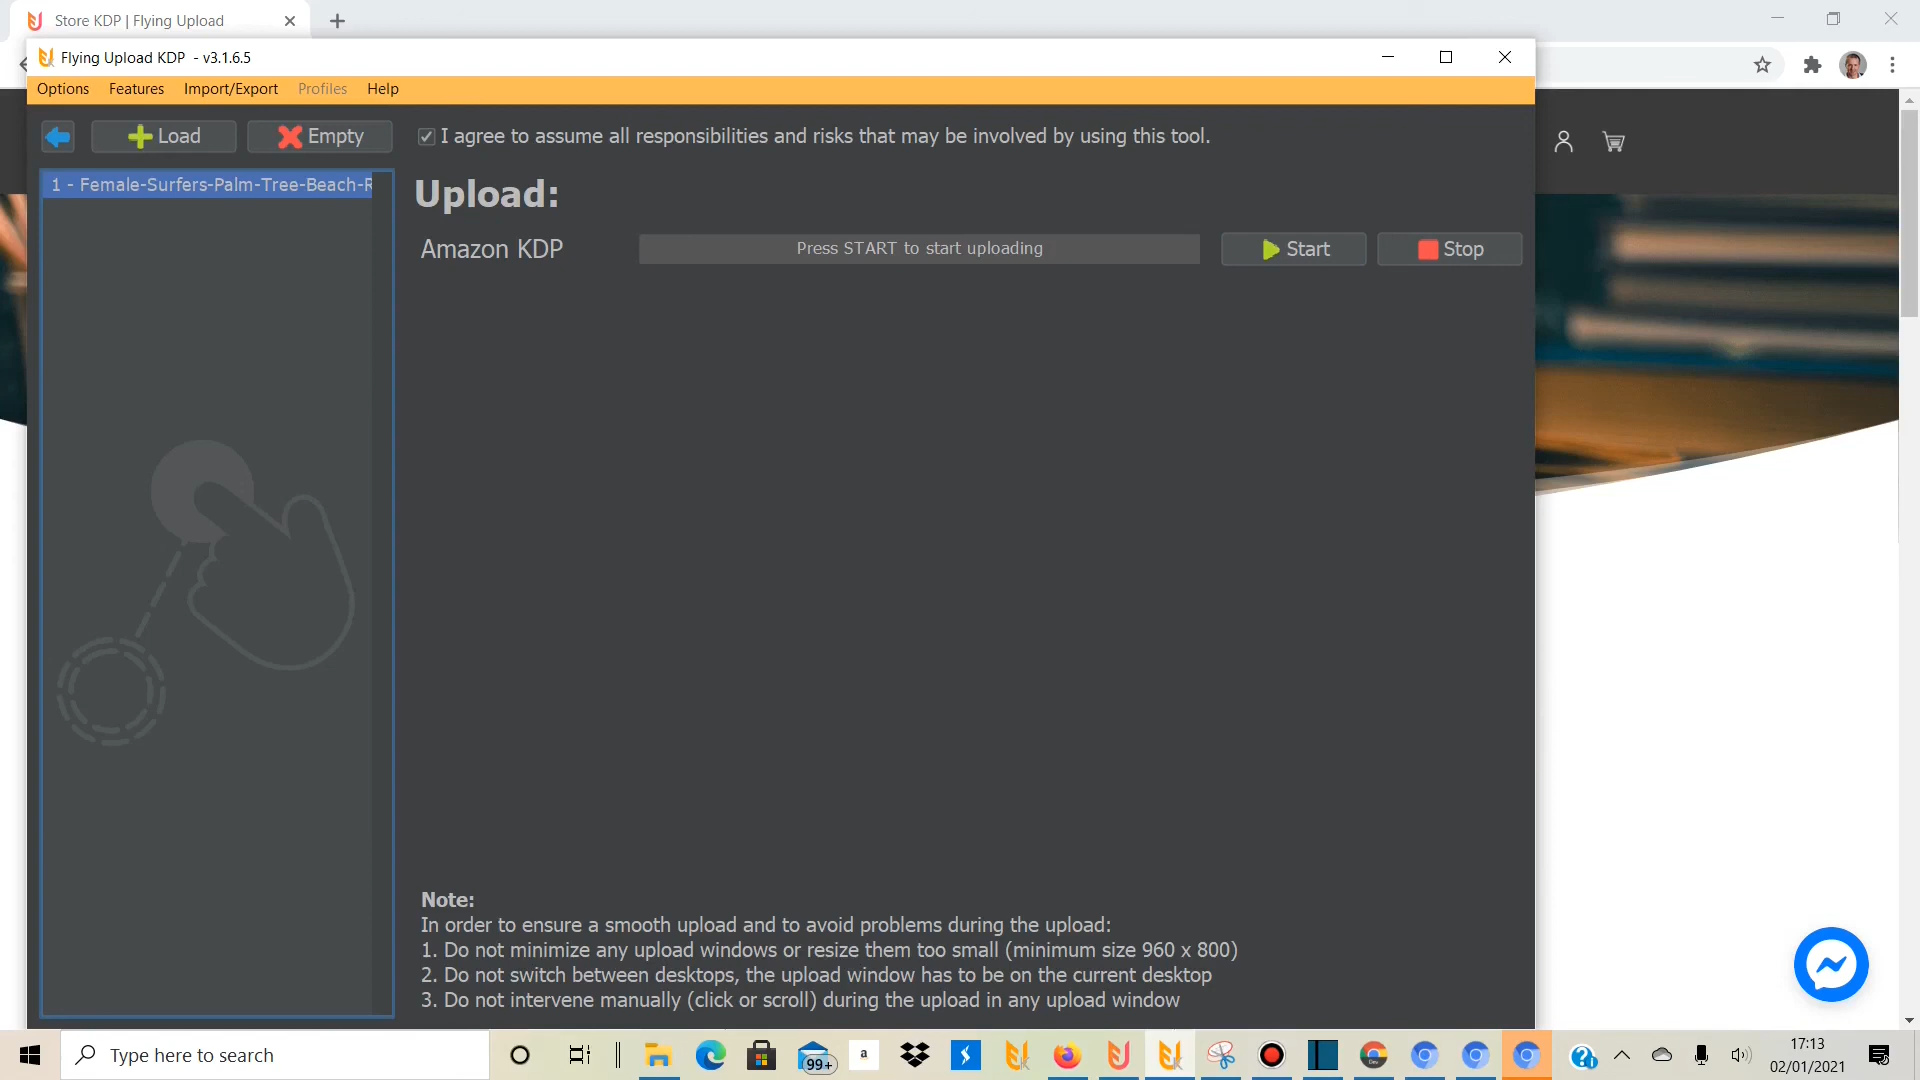 Store KDP | Flying Upload
Flying Upload KDP - v3.1.6.5
Options Features Import/Export Profiles Help
Load Empty
I agree to assume all responsibilities and risks that may be involved by using this tool.
1 - Female-Surfers-Palm-Tree-Beach-R
Upload:
Amazon KDP
Press START to start uploading
Start Stop
Note:
In order to ensure a smooth upload and to avoid problems during the upload:
1. Do not minimize any upload windows or resize them too small (minimum size 960 x 800)
2. Do not switch between desktops, the upload window has to be on the current desktop
3. Do not intervene manually (click or scroll) during the upload in any upload window
Type here to search
99+
a
Dev
17:13
02/01/2021